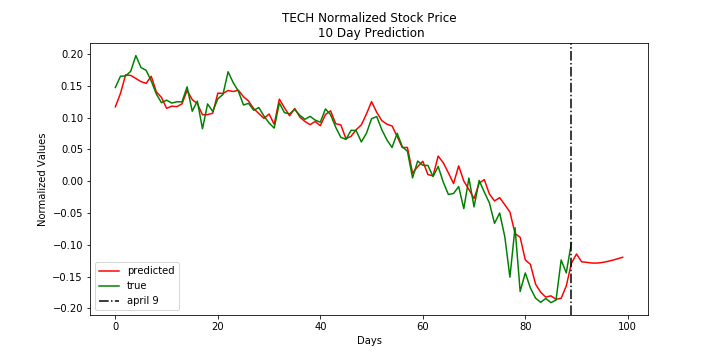 TECH Normalized Stock Price
10 Day Prediction
Normalized Values
0.20
0.15
0.10
0.05
0.00
−0.05
−0.10
−0.15
−0.20
predicted
true
april 9
0 20 40 60 80 100
Days